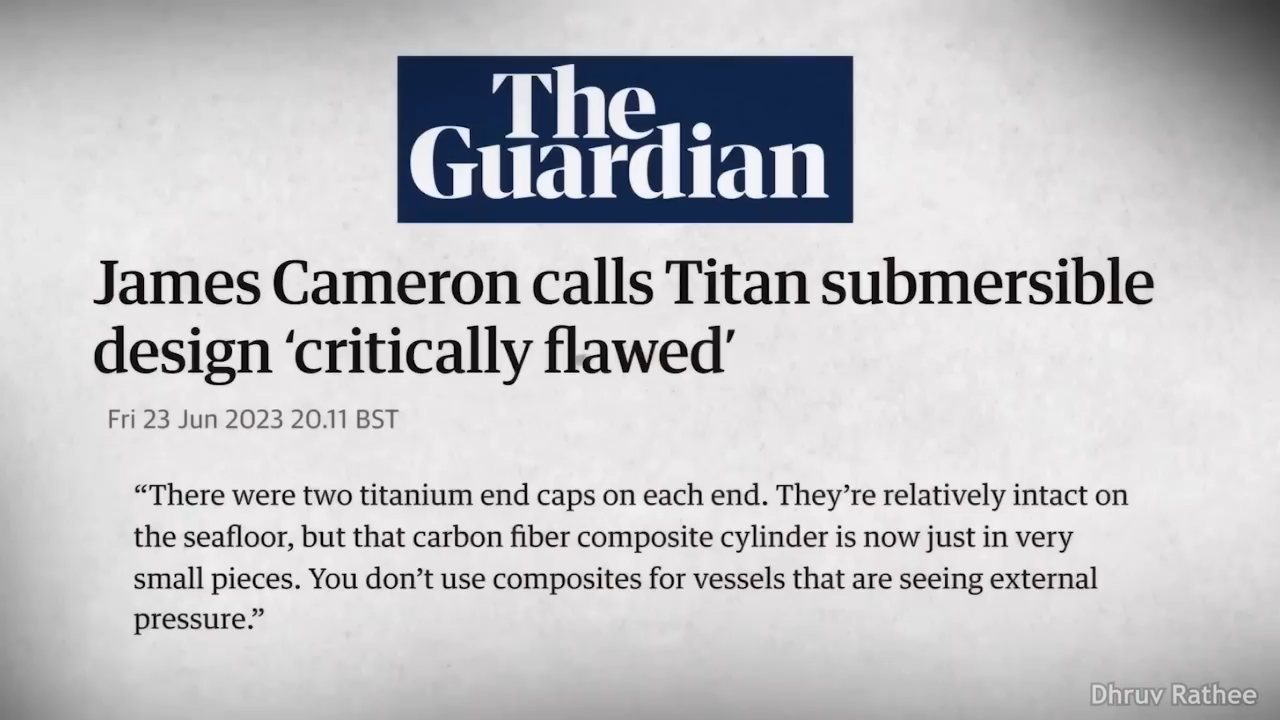 The
Guardian
James Cameron calls Titan submersible
design ‘critically flawed’
Fri 23 Jun 2023 20.11 BST
“There were two titanium end caps on each end. They’re relatively intact on
the seafloor, but that carbon fiber composite cylinder is now just in very
small pieces. You don’t use composites for vessels that are seeing external
pressure.”
Dhruv Rathee